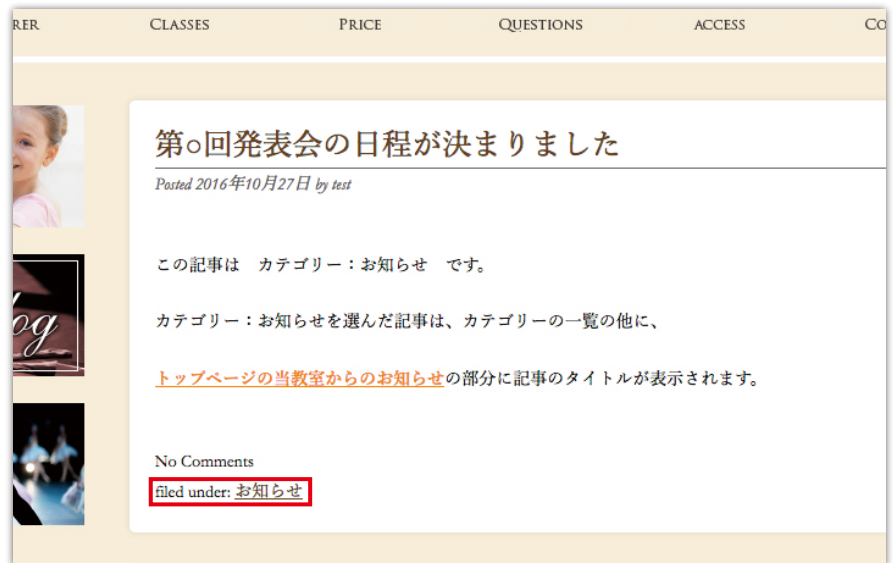 RER CLASSES PRICE QUESTIONS ACCESS CO
第○回発表会の日程が決まりました
Posted 2016年10月27日 by test
この記事は　カテゴリー：お知らせ　です。
カテゴリー：お知らせを選んだ記事は、カテゴリーの一覧の他に、
トップページの当教室からのお知らせの部分に記事のタイトルが表示されます。
og
No Comments
filed under: お知らせ